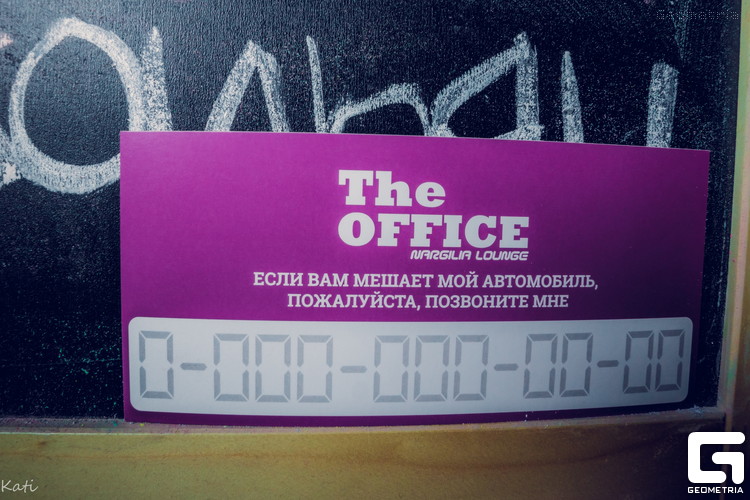 The
OFFICE
NARGILIA LOUNGE
ЕСЛИ ВАМ МЕШАЕТ МОЙ АВТОМОБИЛЬ,
ПОЖАЛУЙСТА, ПОЗВОНИТЕ МНЕ
0-000-000-00-00
Kati
GEOMETRIA
geometria